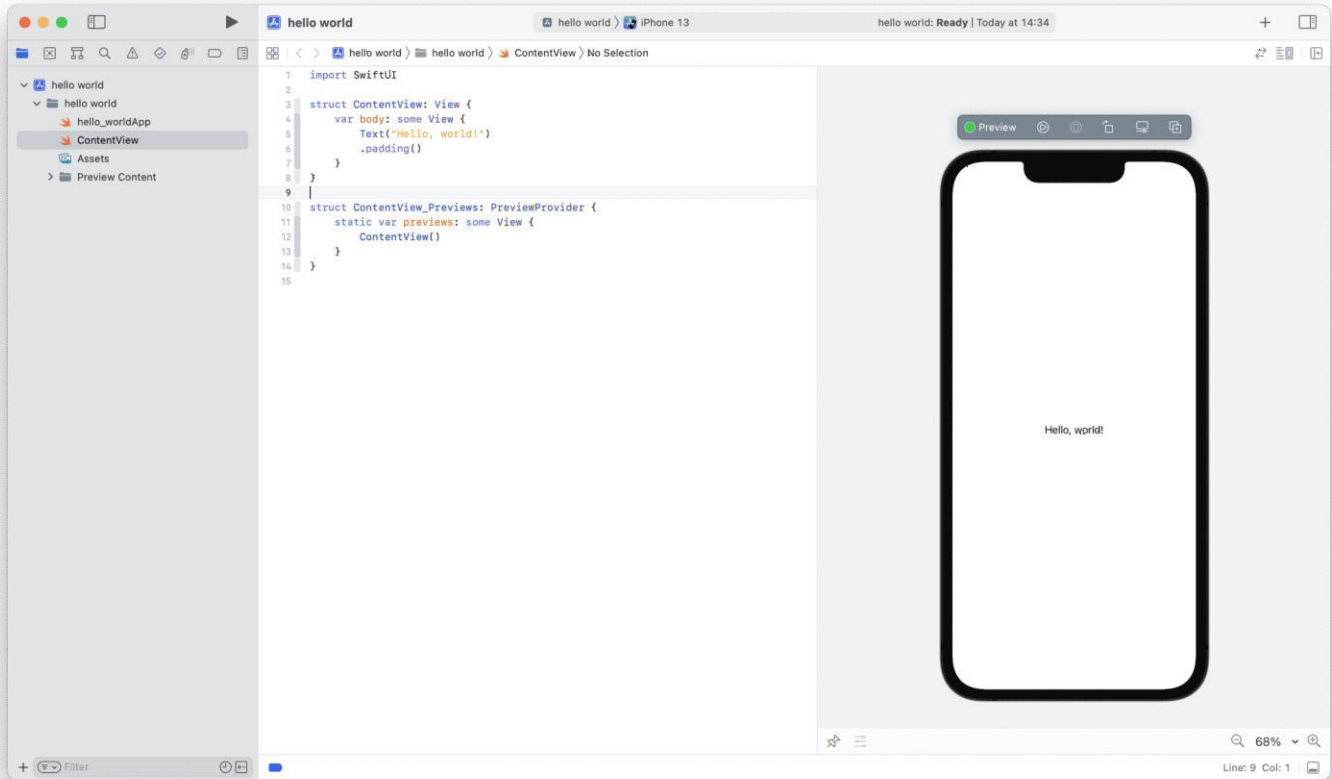 hello world
hello world 〉 iPhone 13
hello world: Ready | Today at 14:34
hello world 〉 hello world 〉 ContentView 〉 No Selection
hello world
hello world
hello_worldApp
ContentView
Assets
Preview Content
1 import SwiftUI
2
3 struct ContentView: View {
4     var body: some View {
5         Text("Hello, world!")
6         .padding()
7     }
8 }
9
10 struct ContentView_Previews: PreviewProvider {
11     static var previews: some View {
12         ContentView()
13     }
14 }
15
Preview
Hello, world!
68%
Filter
Line: 9 Col: 1